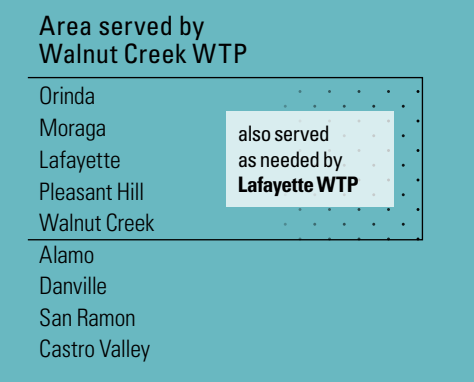 Area served by
Walnut Creek WTP
Orinda
Moraga
Lafayette
Pleasant Hill
Walnut Creek
also served
as needed by
Lafayette WTP
Alamo
Danville
San Ramon
Castro Valley